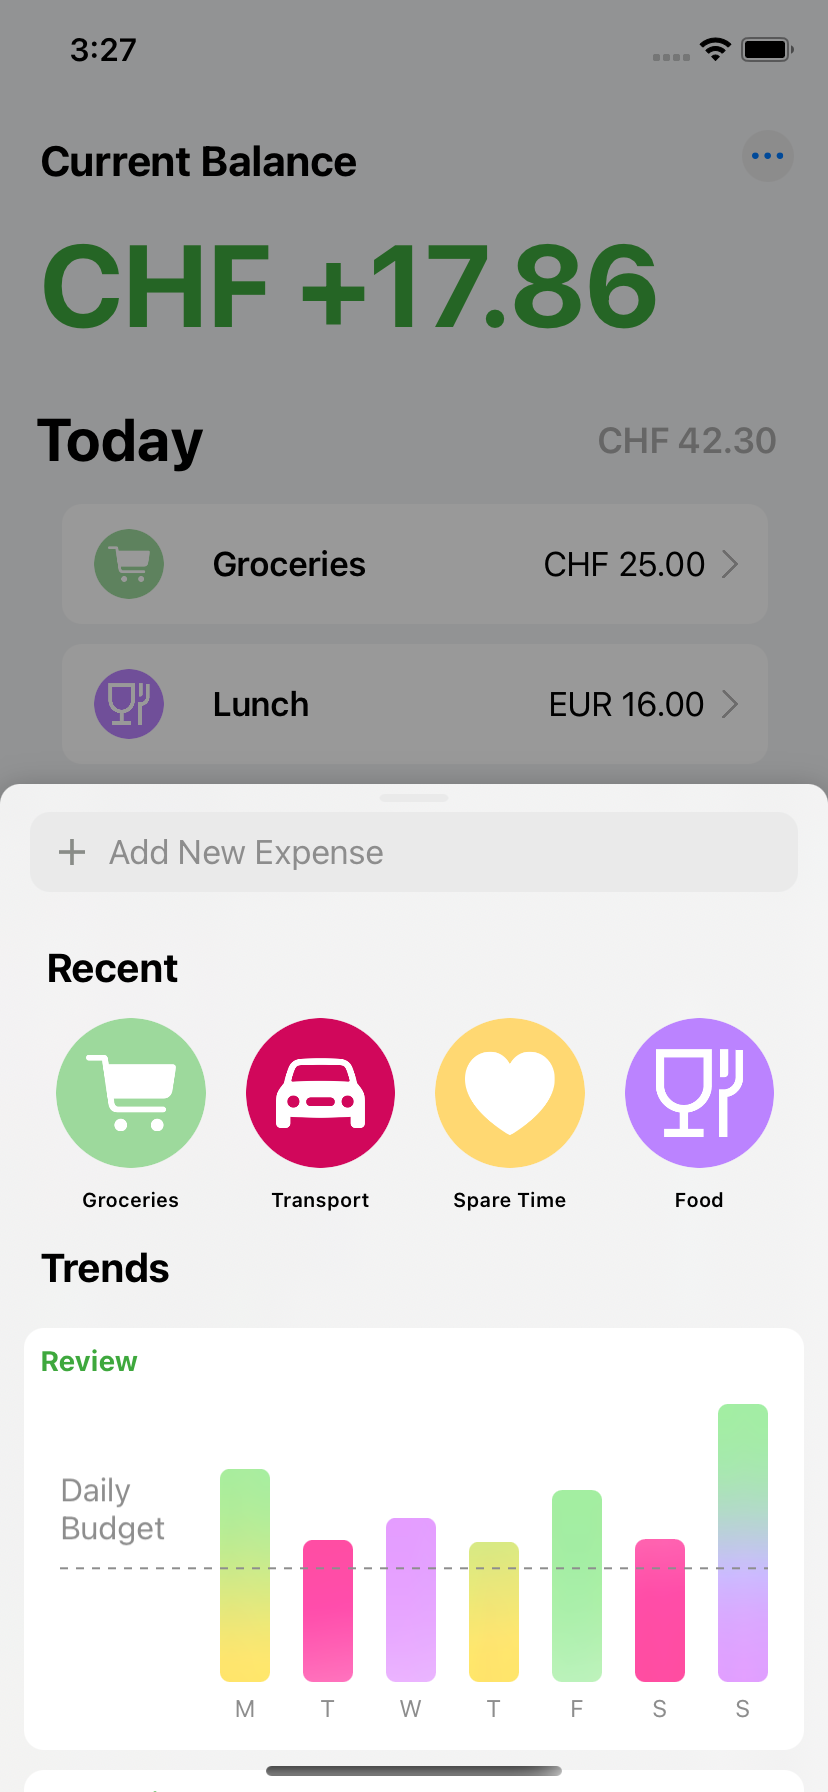 3:27
Current Balance
CHF +17.86
Today CHF 42.30
Groceries CHF 25.00
Lunch EUR 16.00
+ Add New Expense
Recent
Groceries Transport Spare Time Food
Trends
Review
Daily
Budget
M T W T F S S